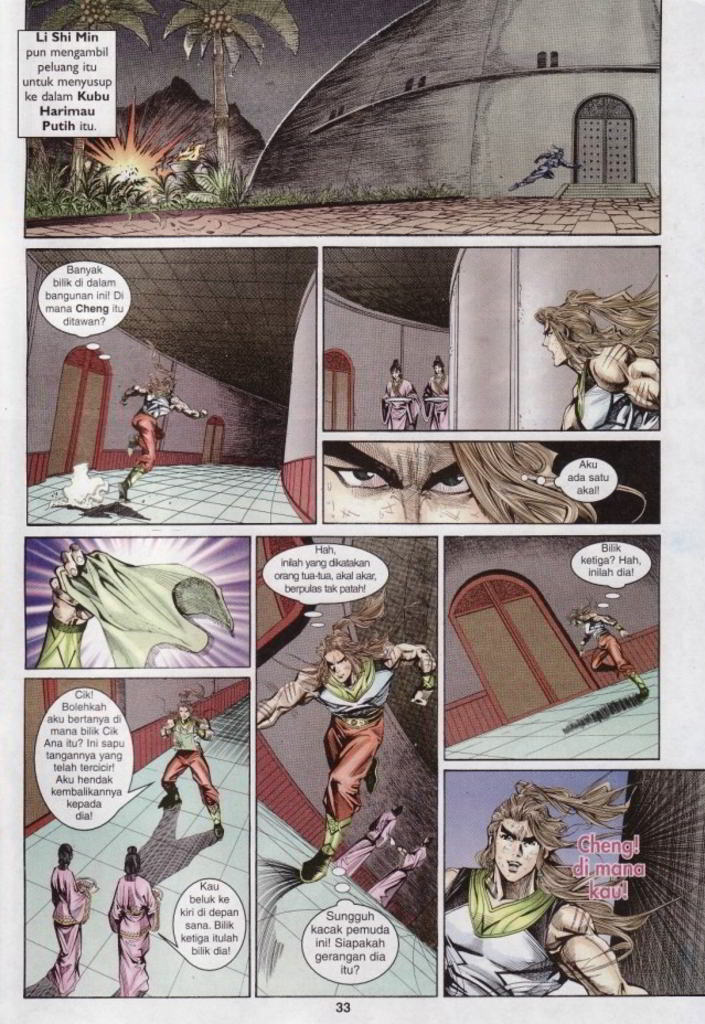 Li Shi Min
pun mengambil
peluang itu
untuk menyusup
ke dalam Kubu
Harimau
Putih itu.
Banyak
bilik di dalam
bangunan ini! Di
mana Cheng itu
ditawan?
Aku
ada satu
akal!
Cik!
Bolehkah
aku bertanya di
mana bilik Cik
Ana itu? Ini sapu
tangannya yang
telah tercicir!
Aku hendak
kembalikannya
kepada
dia!
Kau
beluk ke
kiri di depan
sana. Bilik
ketiga itulah
bilik dia!
Hah,
inilah yang dikatakan
orang tua-tua, akal akar,
berpulas tak patah!
Sungguh
kacak pemuda
ini! Siapakah
gerangan dia
itu?
Bilik
ketiga? Hah,
inilah dia!
Cheng!
di mana
kau!
33